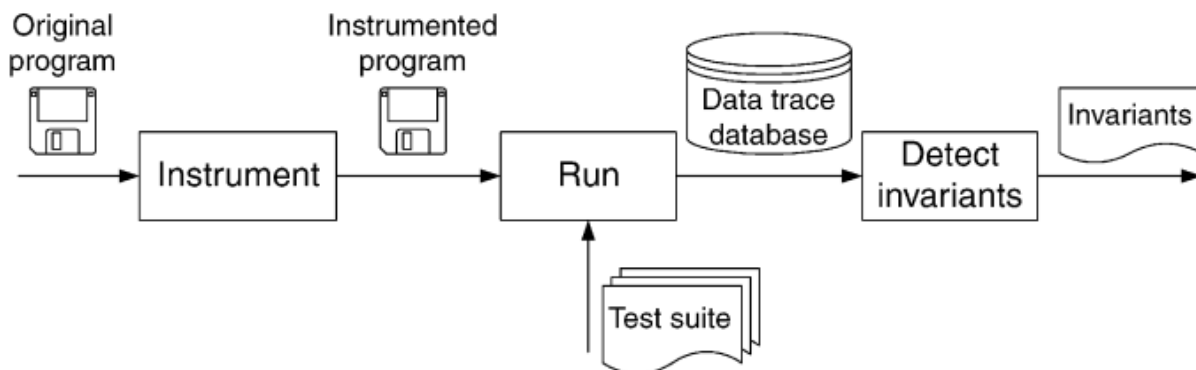 Original
program
Instrument
Instrumented
program
Run
Test suite
Data trace
database
Detect
invariants
Invariants